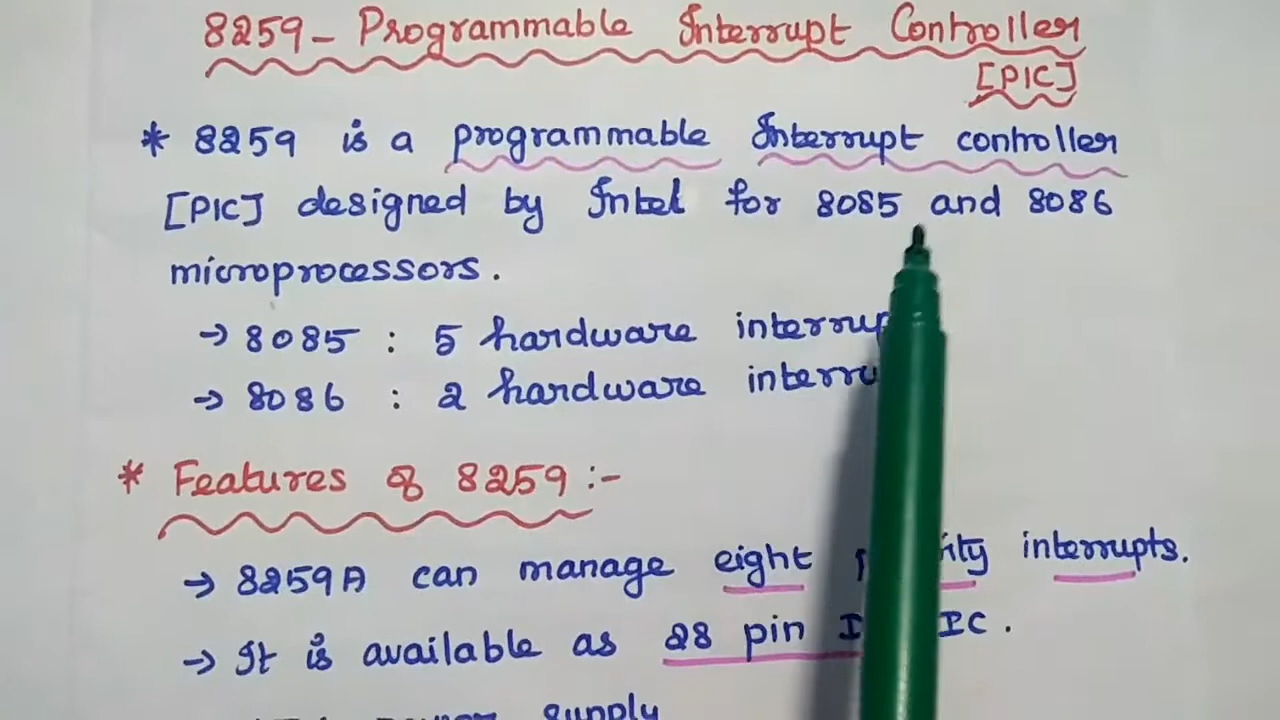 8259 - Programmable Interrupt Controller
[PIC]
* 8259 is a programmable Interrupt controller
[PIC] designed by Intel for 8085 and 8086
microprocessors.
→ 8085 : 5 hardware
→ 8086 : 2 hardware
* Features of 8259 :-
→ 8259A can manage eight interrupts.
→ It is available as 28 pin IC .
supply